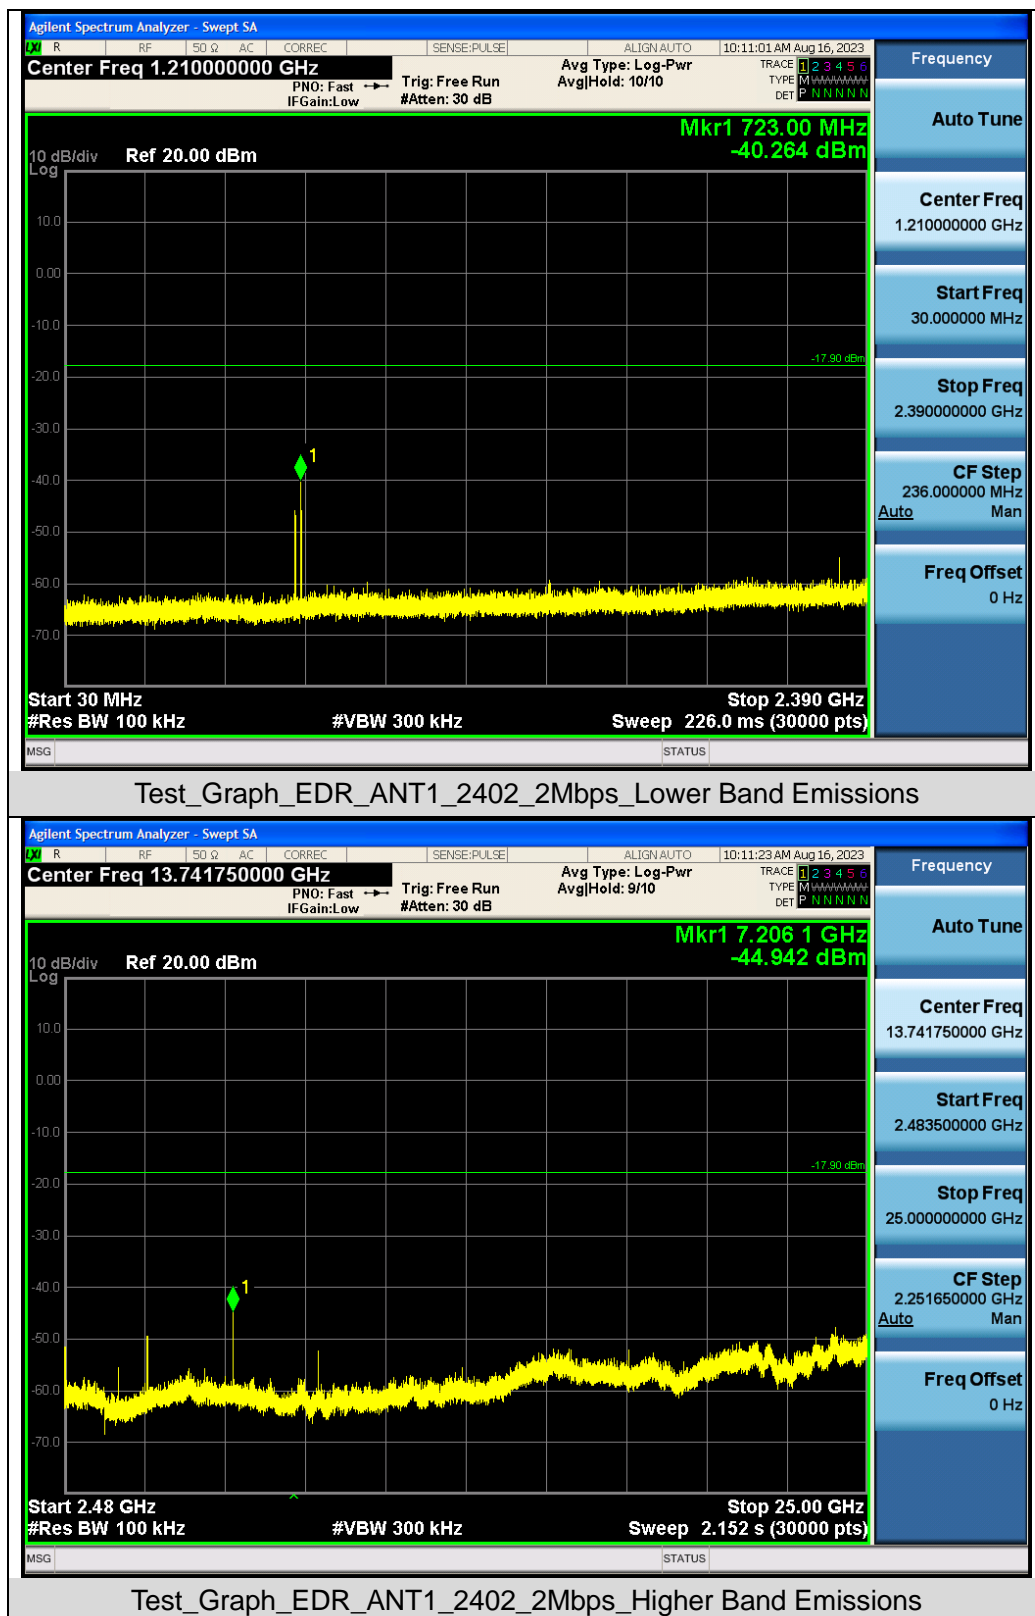 Agilent Spectrum Analyzer - Swept SA
LXI R RF 50 Ω AC CORREC SENSE:PULSE ALIGN AUTO 10:11:01 AM Aug 16, 2023
Center Freq 1.210000000 GHz
PNO: Fast
IFGain:Low
Trig: Free Run
#Atten: 30 dB
Avg Type: Log-Pwr
Avg|Hold: 10/10
TRACE 1 2 3 4 5 6
TYPE M
DET P N N N N N
Mkr1 723.00 MHz
-40.264 dBm
10 dB/div Ref 20.00 dBm
Log
10.0
0.00
-10.0
-17.90 dBm
-20.0
-30.0
1
-40.0
-50.0
-60.0
-70.0
Start 30 MHz Stop 2.390 GHz
#Res BW 100 kHz #VBW 300 kHz Sweep 226.0 ms (30000 pts)
MSG STATUS
Frequency
Auto Tune
Center Freq
1.210000000 GHz
Start Freq
30.000000 MHz
Stop Freq
2.390000000 GHz
CF Step
236.000000 MHz
Auto Man
Freq Offset
0 Hz
Test_Graph_EDR_ANT1_2402_2Mbps_Lower Band Emissions
Agilent Spectrum Analyzer - Swept SA
LXI R RF 50 Ω AC CORREC SENSE:PULSE ALIGN AUTO 10:11:23 AM Aug 16, 2023
Center Freq 13.741750000 GHz
PNO: Fast
IFGain:Low
Trig: Free Run
#Atten: 30 dB
Avg Type: Log-Pwr
Avg|Hold: 9/10
TRACE 1 2 3 4 5 6
TYPE M
DET P N N N N N
Mkr1 7.206 1 GHz
-44.942 dBm
10 dB/div Ref 20.00 dBm
Log
10.0
0.00
-10.0
-17.90 dBm
-20.0
-30.0
-40.0
1
-50.0
-60.0
-70.0
Start 2.48 GHz Stop 25.00 GHz
#Res BW 100 kHz #VBW 300 kHz Sweep 2.152 s (30000 pts)
MSG STATUS
Frequency
Auto Tune
Center Freq
13.741750000 GHz
Start Freq
2.483500000 GHz
Stop Freq
25.000000000 GHz
CF Step
2.251650000 GHz
Auto Man
Freq Offset
0 Hz
Test_Graph_EDR_ANT1_2402_2Mbps_Higher Band Emissions